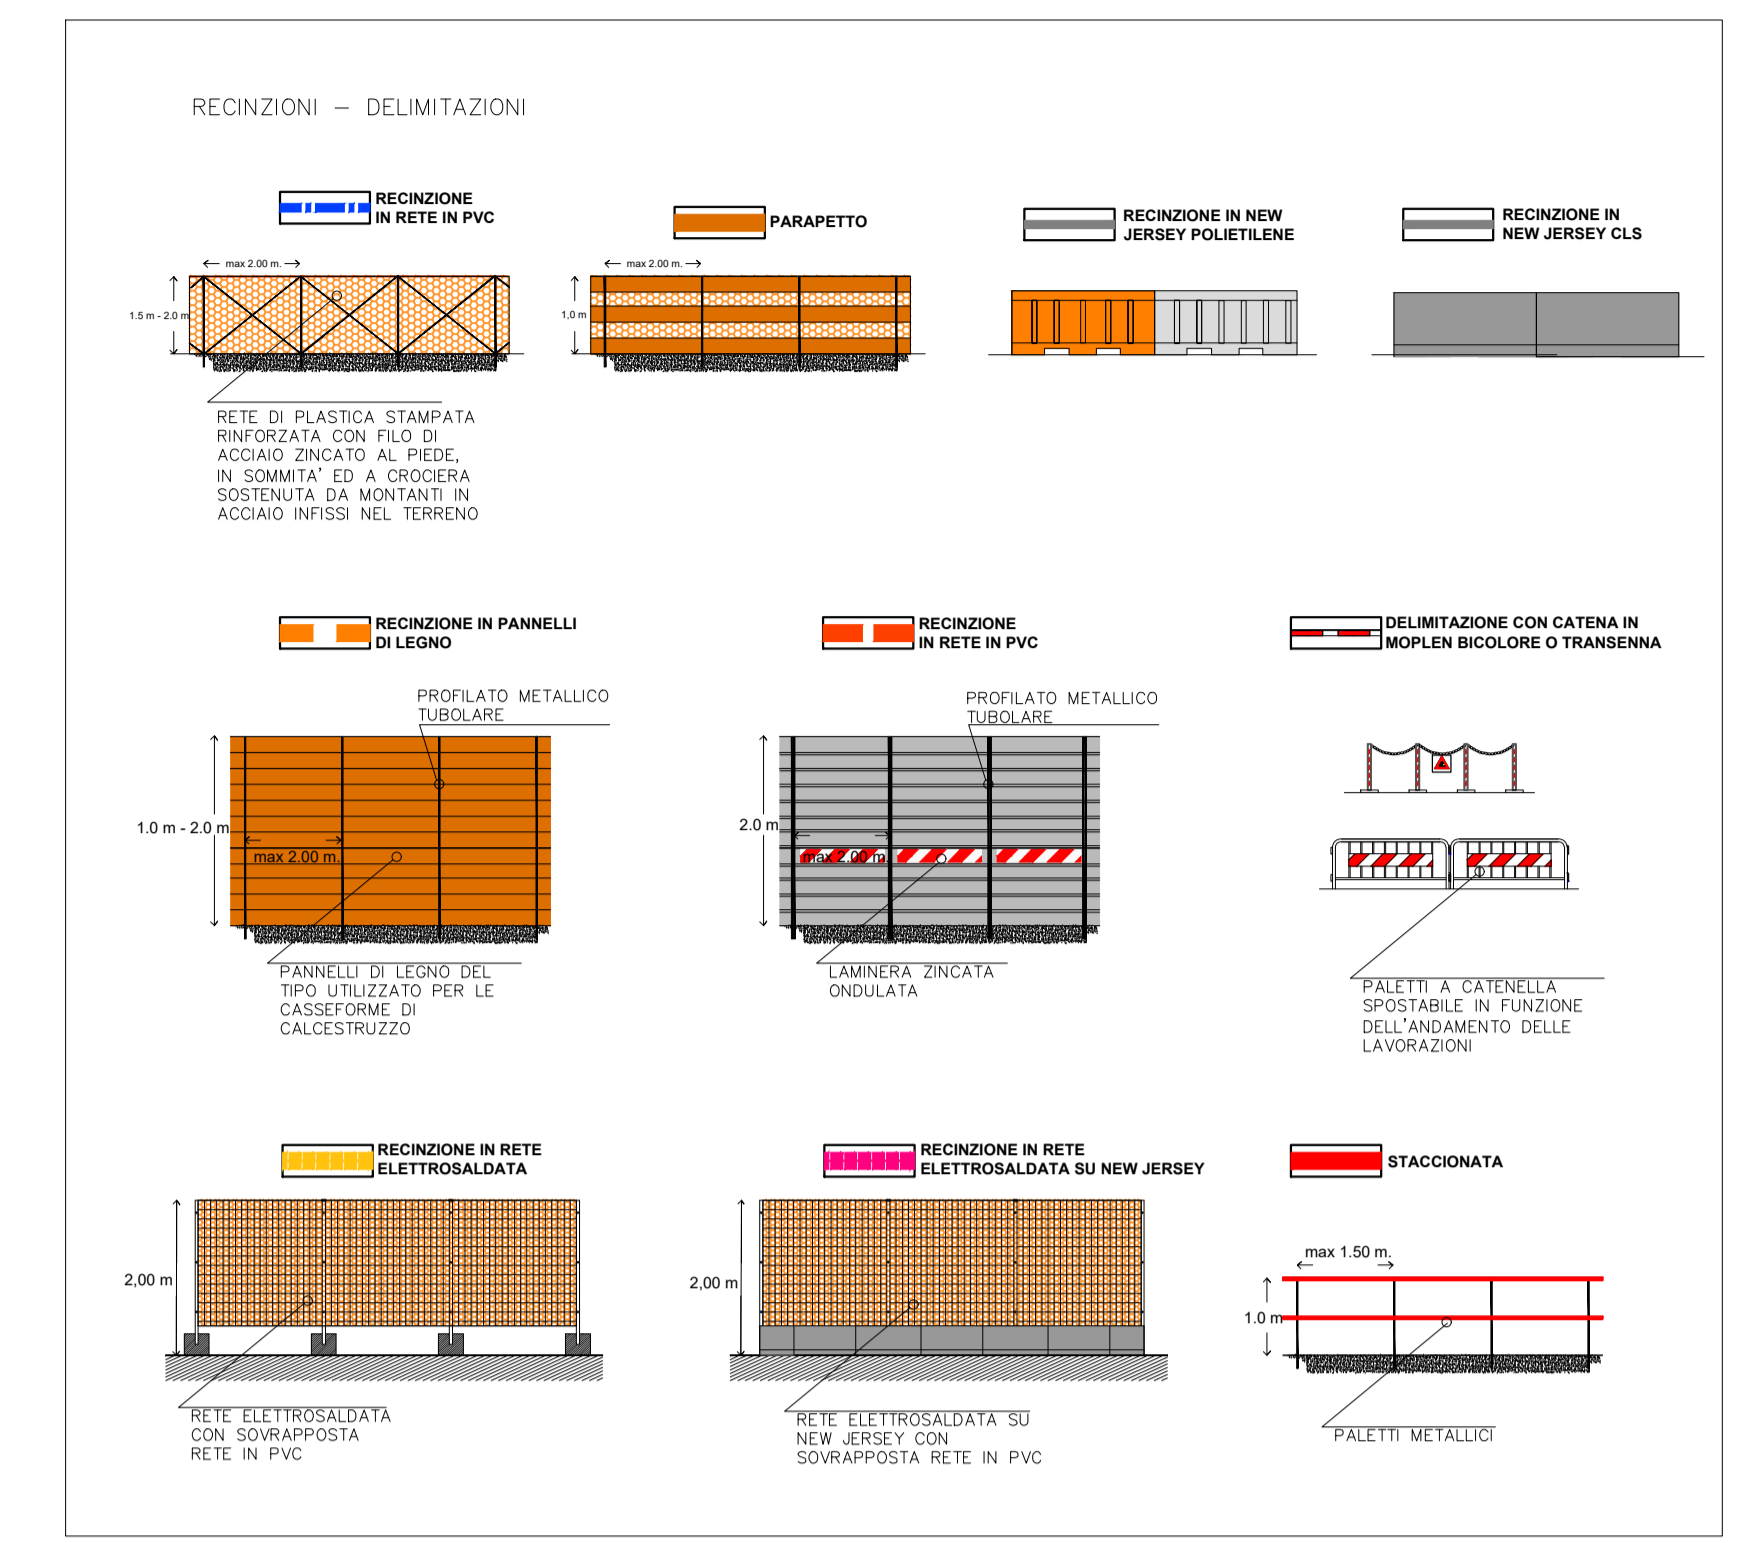 RECINZIONI – DELIMITAZIONI
RECINZIONE
IN RETE IN PVC
PARAPETTO
RECINZIONE IN NEW
JERSEY POLIETILENE
RECINZIONE IN
NEW JERSEY CLS
max 2.00 m.
1.5 m - 2.0 m
max 2.00 m.
1,0 m
RETE DI PLASTICA STAMPATA
RINFORZATA CON FILO DI
ACCIAIO ZINCATO AL PIEDE,
IN SOMMITA' ED A CROCIERA
SOSTENUTA DA MONTANTI IN
ACCIAIO INFISSI NEL TERRENO
RECINZIONE IN PANNELLI
DI LEGNO
PROFILATO METALLICO
TUBOLARE
1.0 m - 2.0 m
max 2.00 m.
PANNELLI DI LEGNO DEL
TIPO UTILIZZATO PER LE
CASSEFORME DI
CALCESTRUZZO
RECINZIONE
IN RETE IN PVC
PROFILATO METALLICO
TUBOLARE
2.0 m
max 2.00 m.
LAMINERA ZINCATA
ONDULATA
DELIMITAZIONE CON CATENA IN
MOPLEN BICOLORE O TRANSENNA
PALETTI A CATENELLA
SPOSTABILE IN FUNZIONE
DELL'ANDAMENTO DELLE
LAVORAZIONI
RECINZIONE IN RETE
ELETTROSALDATA
2,00 m
RETE ELETTROSALDATA
CON SOVRAPPOSTA
RETE IN PVC
RECINZIONE IN RETE
ELETTROSALDATA SU NEW JERSEY
2,00 m
RETE ELETTROSALDATA SU
NEW JERSEY CON
SOVRAPPOSTA RETE IN PVC
STACCIONATA
max 1.50 m.
1.0 m
PALETTI METALLICI